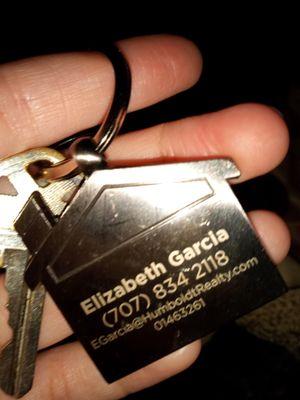 Elizabeth Garcia
(707) 834 2118
EGarcia@HumboldtRealty.com
01463261